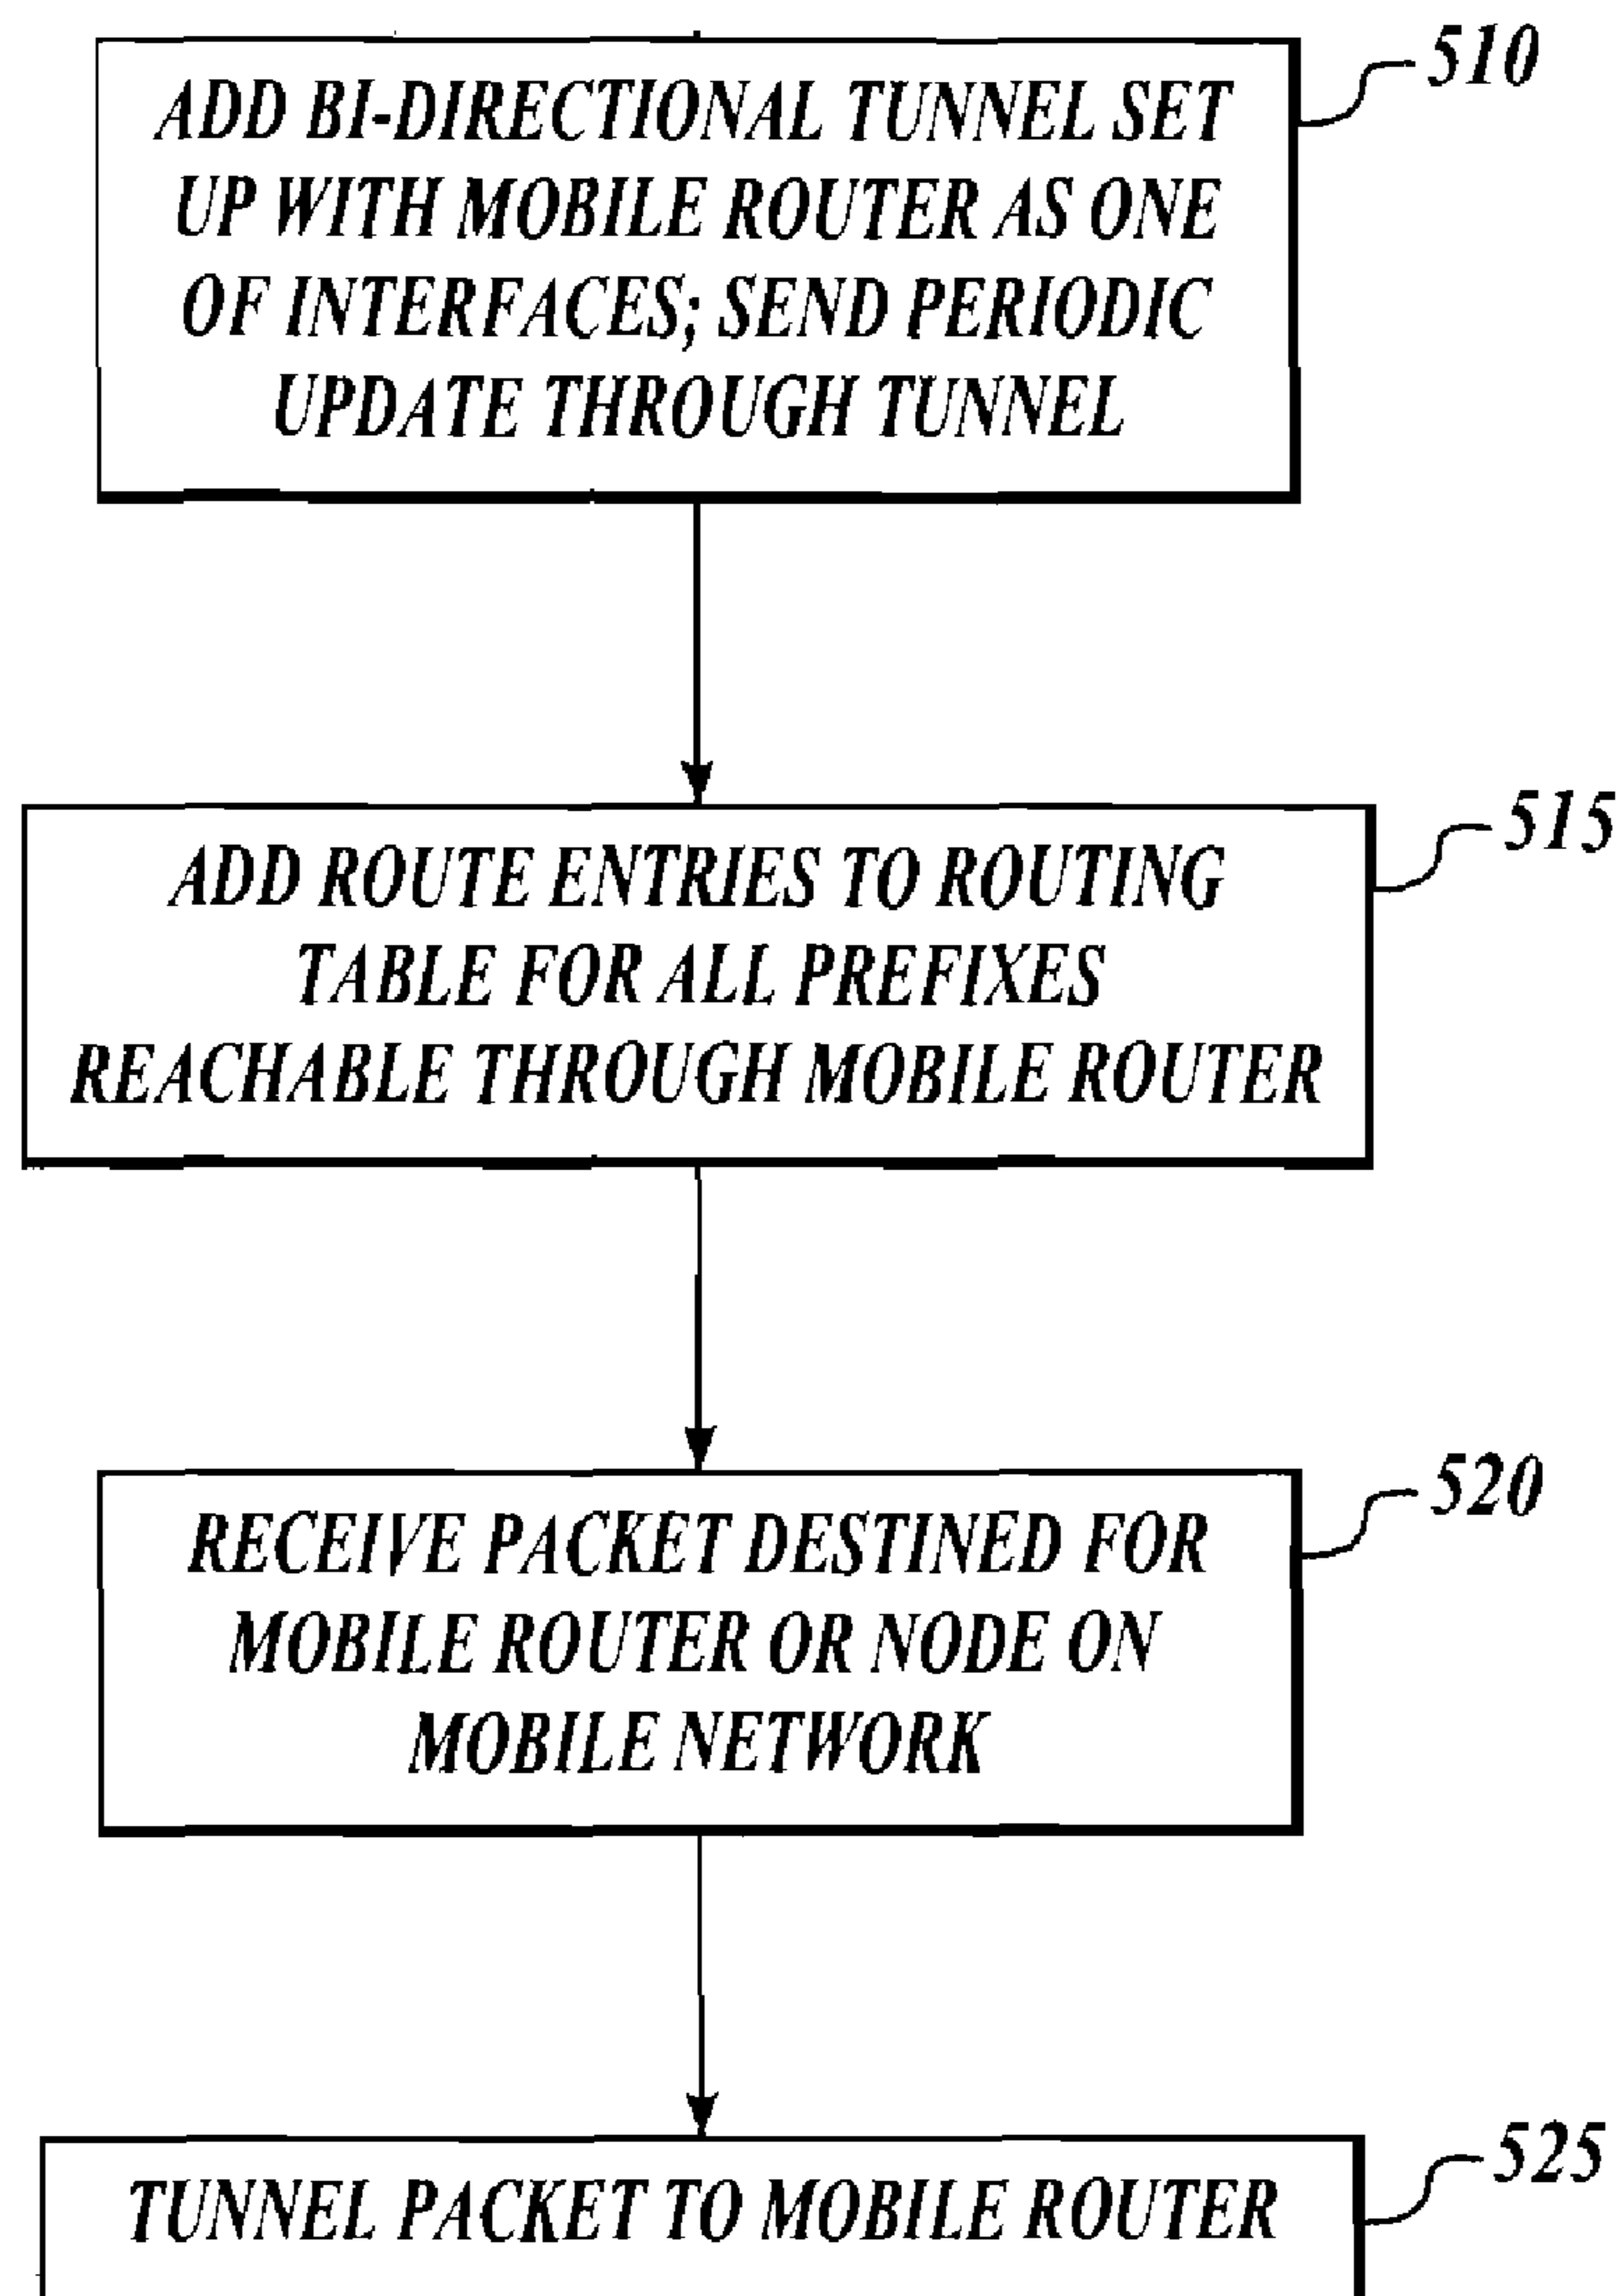 510
ADD BI-DIRECTIONAL TUNNEL SET
UP WITH MOBILE ROUTER AS ONE
OF INTERFACES; SEND PERIODIC
UPDATE THROUGH TUNNEL
515
ADD ROUTE ENTRIES TO ROUTING
TABLE FOR ALL PREFIXES
REACHABLE THROUGH MOBILE ROUTER
520
RECEIVE PACKET DESTINED FOR
MOBILE ROUTER OR NODE ON
MOBILE NETWORK
525
TUNNEL PACKET TO MOBILE ROUTER